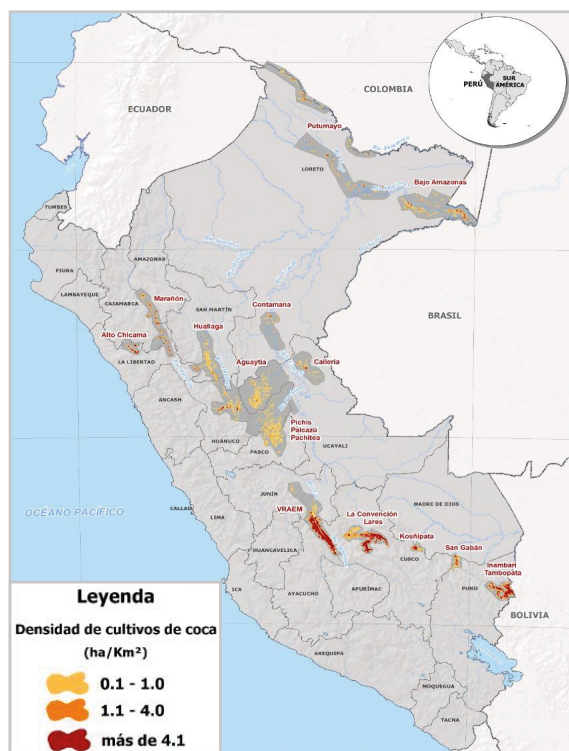 PERÚ
SUR
AMÉRICA
COLOMBIA
ECUADOR
Putumayo
LORETO
Bajo Amazonas
TUMBES
PIURA
AMAZONAS
LAMBAYEQUE
CAJAMARCA
Marañón
SAN MARTÍN
Contamana
BRASIL
Huallaga
Alto Chicama
LA LIBERTAD
Aguaytía
Callería
ANCASH
Pichis
Palcazú
Pachitea
HUÁNUCO
UCAYALI
PASCO
OCÉANO PACÍFICO
JUNÍN
MADRE DE DIOS
CALLAO
LIMA
VRAEM
La Convención
Lares
Kosñipata
HUANCAVELICA
CUSCO
San Gabán
Inambari
Tambopata
ICA
AYACUCHO
APURÍMAC
PUNO
BOLIVIA
AREQUIPA
MOQUEGUA
TACNA
Leyenda
Densidad de cultivos de coca
(ha/Km²)
0.1 - 1.0
1.1 - 4.0
más de 4.1